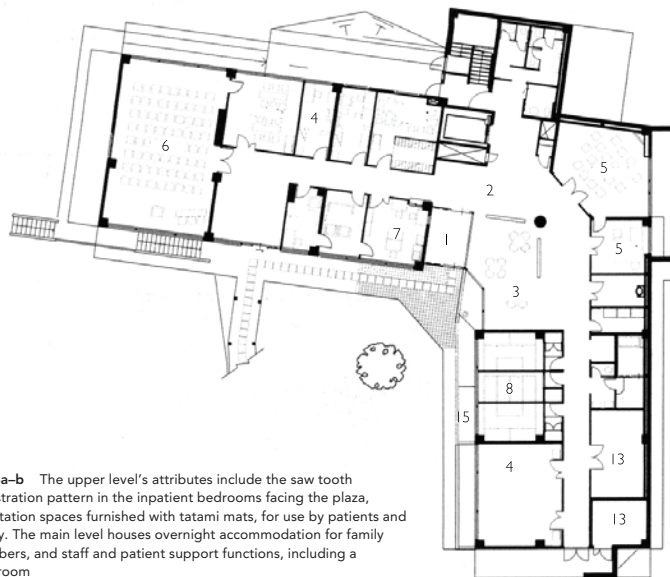 4
6
5
2
7
1
5
3
8
15
4
13
13
a–b The upper level's attributes include the saw tooth
stration pattern in the inpatient bedrooms facing the plaza,
tation spaces furnished with tatami mats, for use by patients and
y. The main level houses overnight accommodation for family
bers, and staff and patient support functions, including a
room